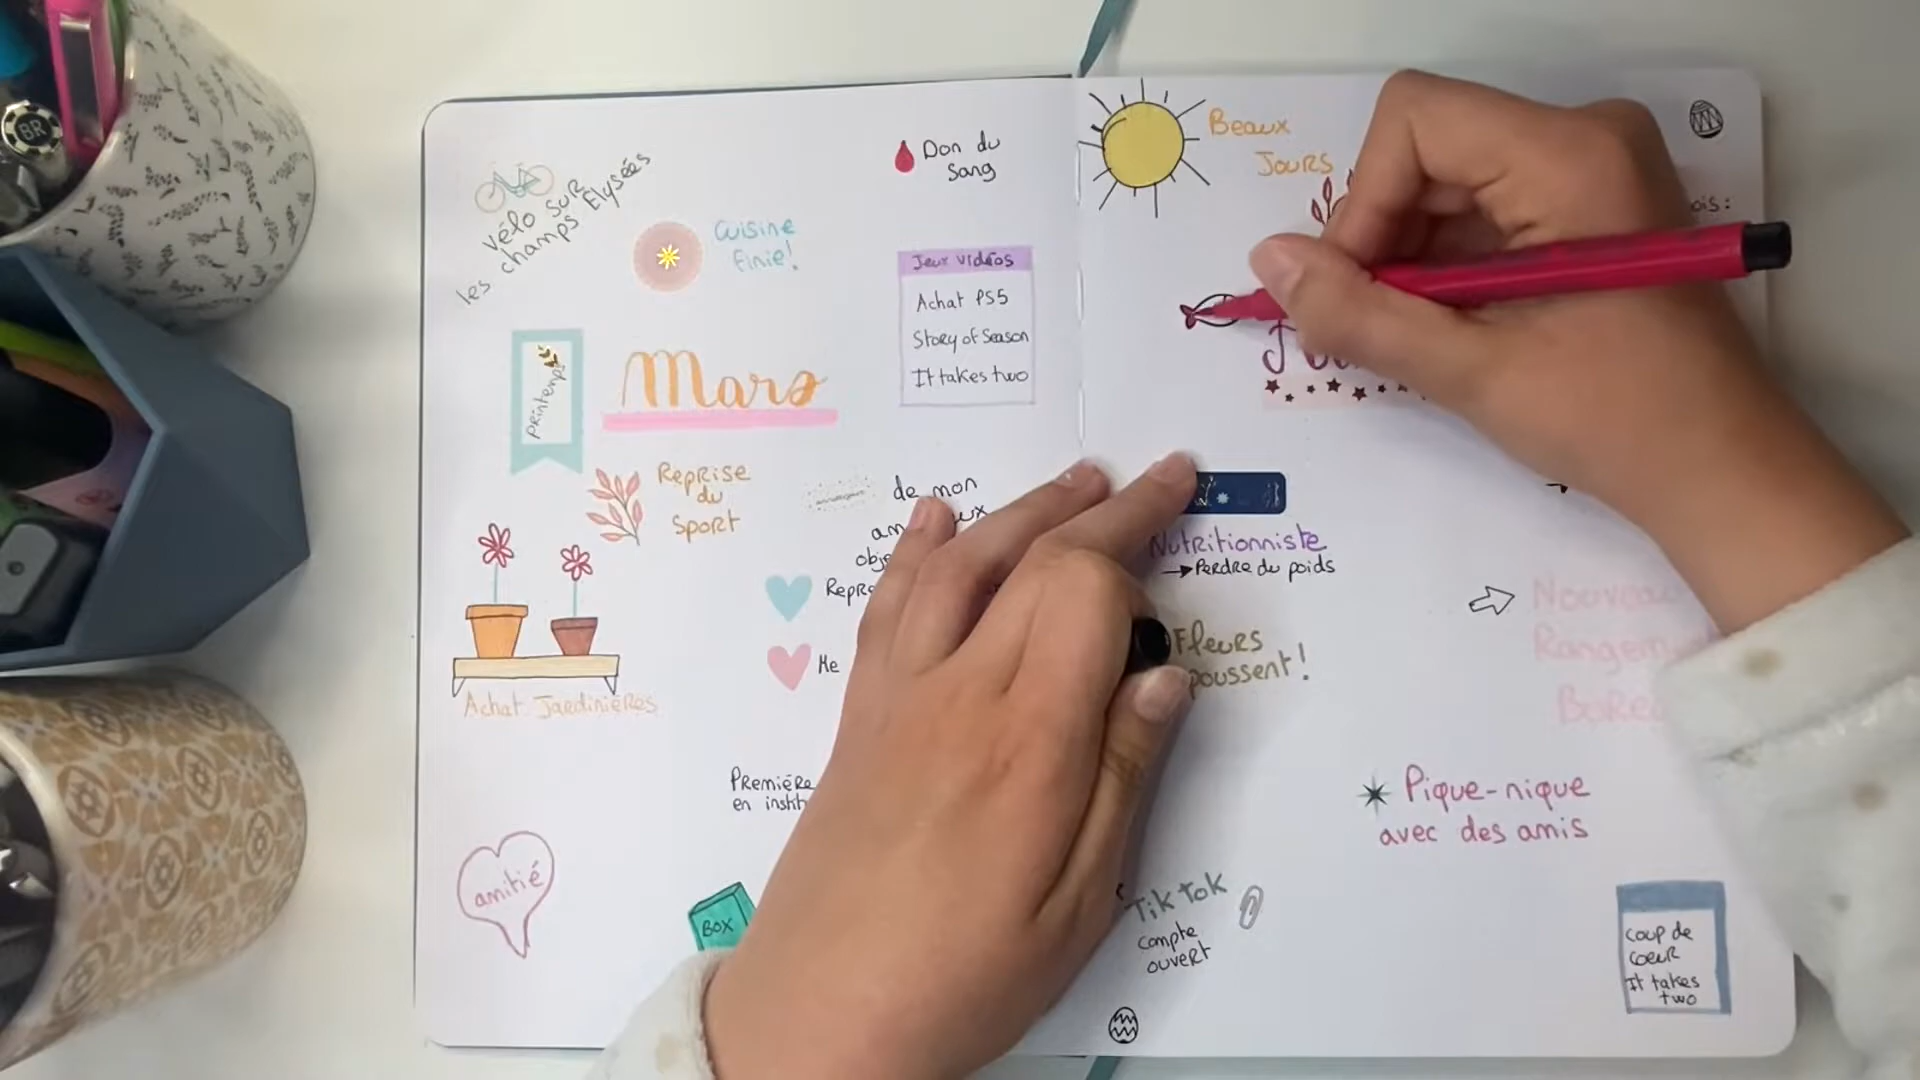 BR
vélo sur
les champs Élysées
Cuisine
finie!
Don du
Sang
Jeux vidéos
Achat PS5
Story of Season
It takes two
Printemps
Mars
Reprise
du
Sport
de mon
Achat Jardinières
Première
en
amitié
BOX
Beaux
Jours
Nutritionniste
→Perdre du poids
Fleurs
poussent!
Pique-nique
avec des amis
Tik Tok
compte
ouvert
coup de
coeur
It takes
two